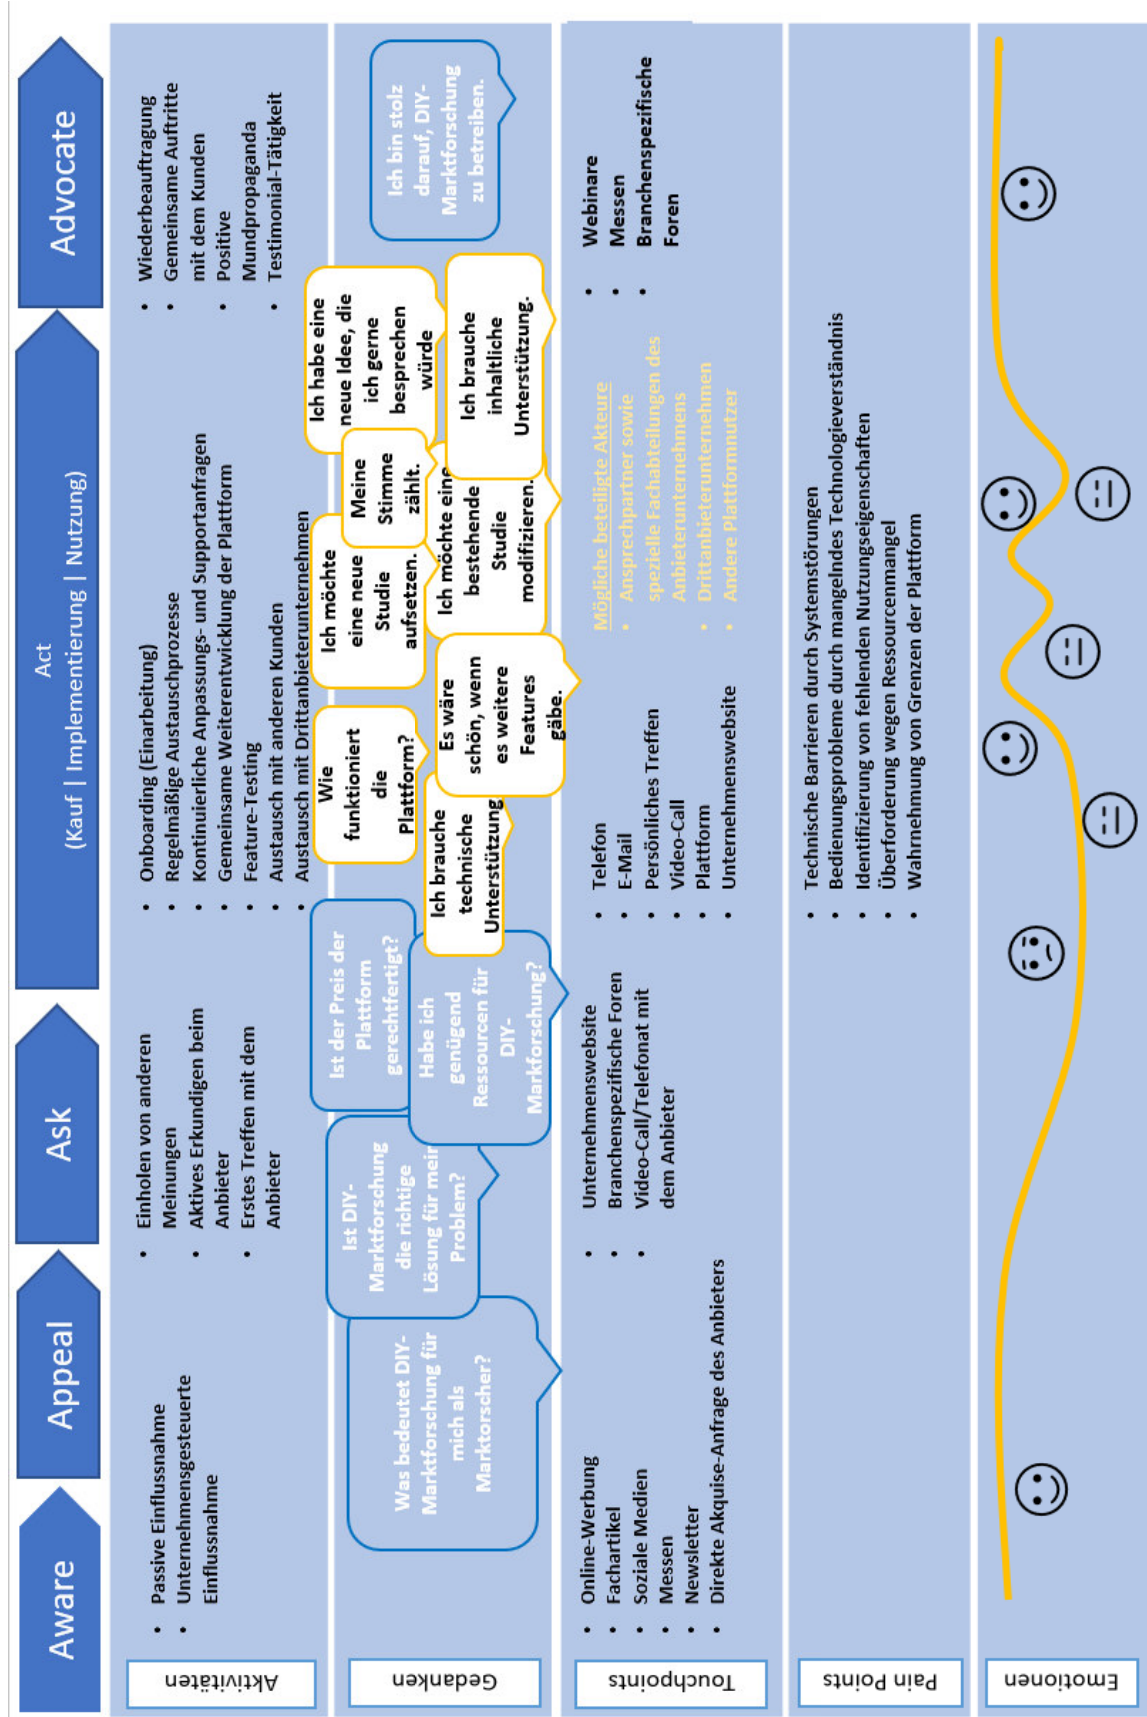 Aware
Appeal
Ask
Act
(Kauf | Implementierung | Nutzung)
Advocate
Aktivitäten
• Passive Einflussnahme
• Unternehmensgesteuerte
Einflussnahme
• Einholen von anderen
Meinungen
• Aktives Erkundigen beim
Anbieter
• Erstes Treffen mit dem
Anbieter
• Onboarding (Einarbeitung)
• Regelmäßige Austauschprozesse
• Kontinuierliche Anpassungs- und Supportanfragen
• Gemeinsame Weiterentwicklung der Plattform
• Feature-Testing
• Austausch mit anderen Kunden
• Austausch mit Drittanbieterunternehmen
• Wiederbeauftragung
• Gemeinsame Auftritte
mit dem Kunden
• Positive
Mundpropaganda
• Testimonial-Tätigkeit
Gedanken
Was bedeutet DIY-
Marktforschung für
mich als
Marktorscher?
Ist DIY-
Marktforschung
die richtige
Lösung für mein
Problem?
Ist der Preis der
Plattform
gerechtfertigt?
Habe ich
genügend
Ressourcen für
DIY-
Markforschung?
Wie
funktioniert
die
Plattform?
Ich brauche
technische
Unterstützung
Ich möchte
eine neue
Studie
aufsetzen.
Es wäre
schön, wenn
es weitere
Features
gäbe.
Meine
Stimme
zählt.
Ich möchte eine
bestehende
Studie
modifizieren.
Ich habe eine
neue Idee, die
ich gerne
besprechen
würde
Ich brauche
inhaltliche
Unterstützung.
Ich bin stolz
darauf, DIY-
Marktforschung
zu betreiben.
Touchpoints
• Online-Werbung
• Fachartikel
• Soziale Medien
• Messen
• Newsletter
• Direkte Akquise-Anfrage des Anbieters
• Unternehmenswebsite
• Branchenspezifische Foren
• Video-Call/Telefonat mit
dem Anbieter
• Telefon
• E-Mail
• Persönliches Treffen
• Video-Call
• Plattform
• Unternehmenswebsite
Mögliche beteiligte Akteure
• Ansprechpartner sowie
spezielle Fachabteilungen des
Anbieterunternehmens
• Drittanbieterunternehmen
• Andere Plattformnutzer
• Webinare
• Messen
• Branchenspezifische
Foren
Pain Points
• Technische Barrieren durch Systemstörungen
• Bedienungsprobleme durch mangelndes Technologieverständnis
• Identifizierung von fehlenden Nutzungseigenschaften
• Überforderung wegen Ressourcenmangel
• Wahrnehmung von Grenzen der Plattform
Emotionen